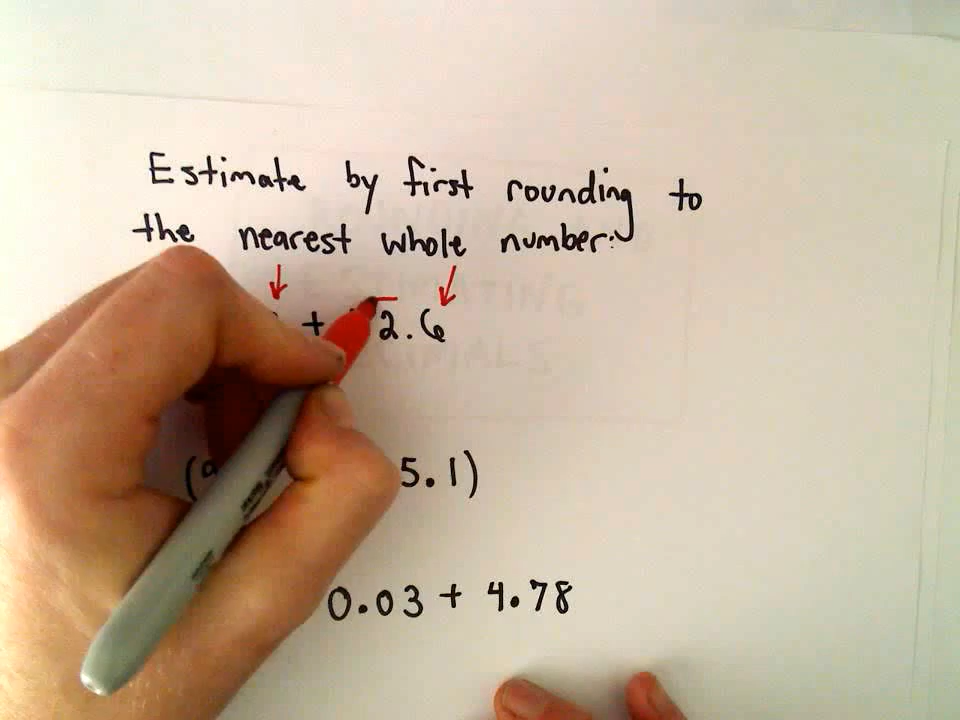 Estimate by first rounding to
the nearest whole number:
+ 2.6
5.1)
0.03 + 4.78